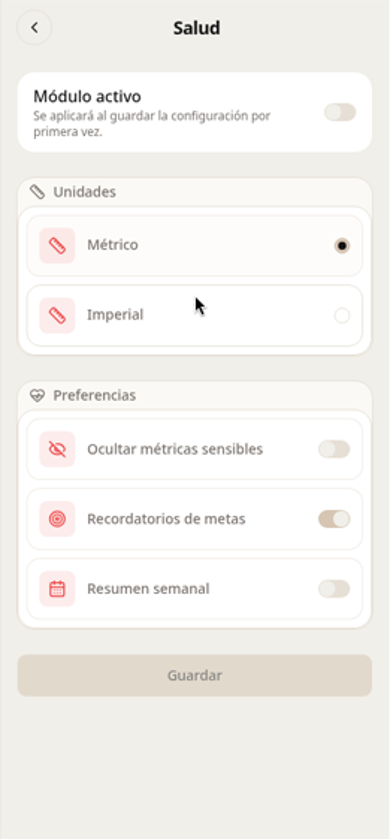 Salud
Módulo activo
Se aplicará al guardar la configuración por
primera vez.
Unidades
Métrico
Imperial
Preferencias
Ocultar métricas sensibles
Recordatorios de metas
Resumen semanal
Guardar